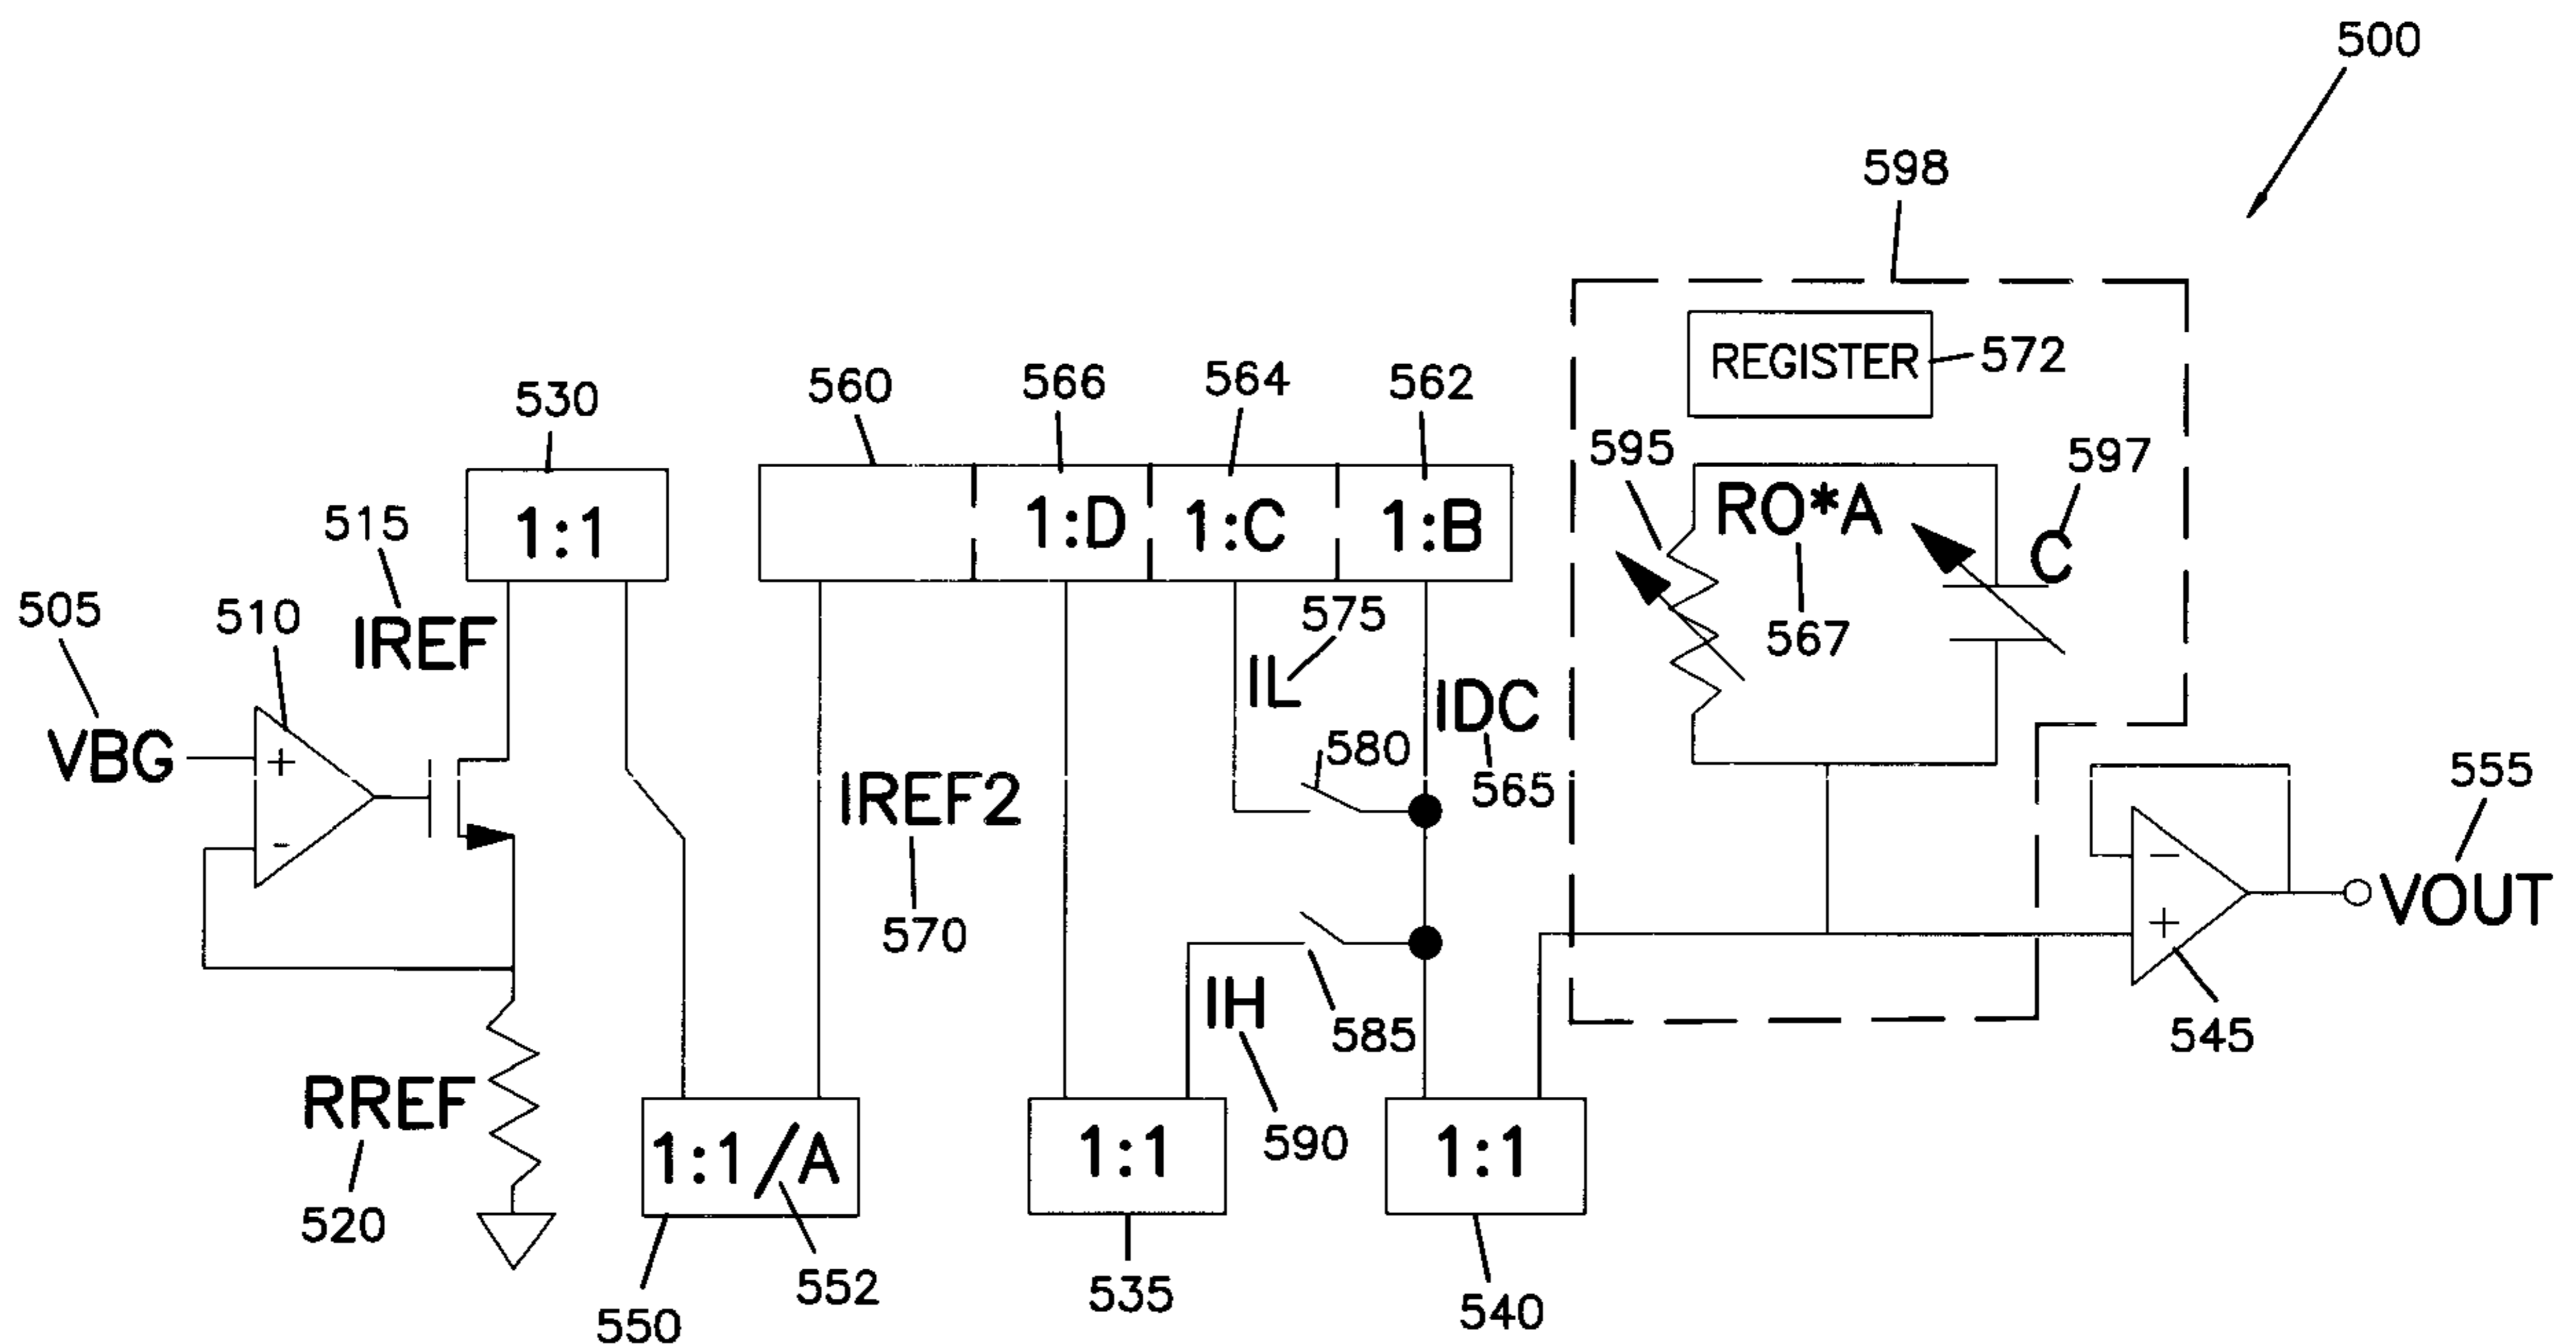 500
598
REGISTER
572
560
566
564
562
530
595
597
RO*A
515
1:1
1:D
1:C
1:B
C
505
510
IREF
575
567
IL
IDC
580
VBG
+
565
555
IREF2
-
−
570
VOUT
+
IH
585
545
RREF
590
520
1:1/A
1:1
1:1
552
535
540
550